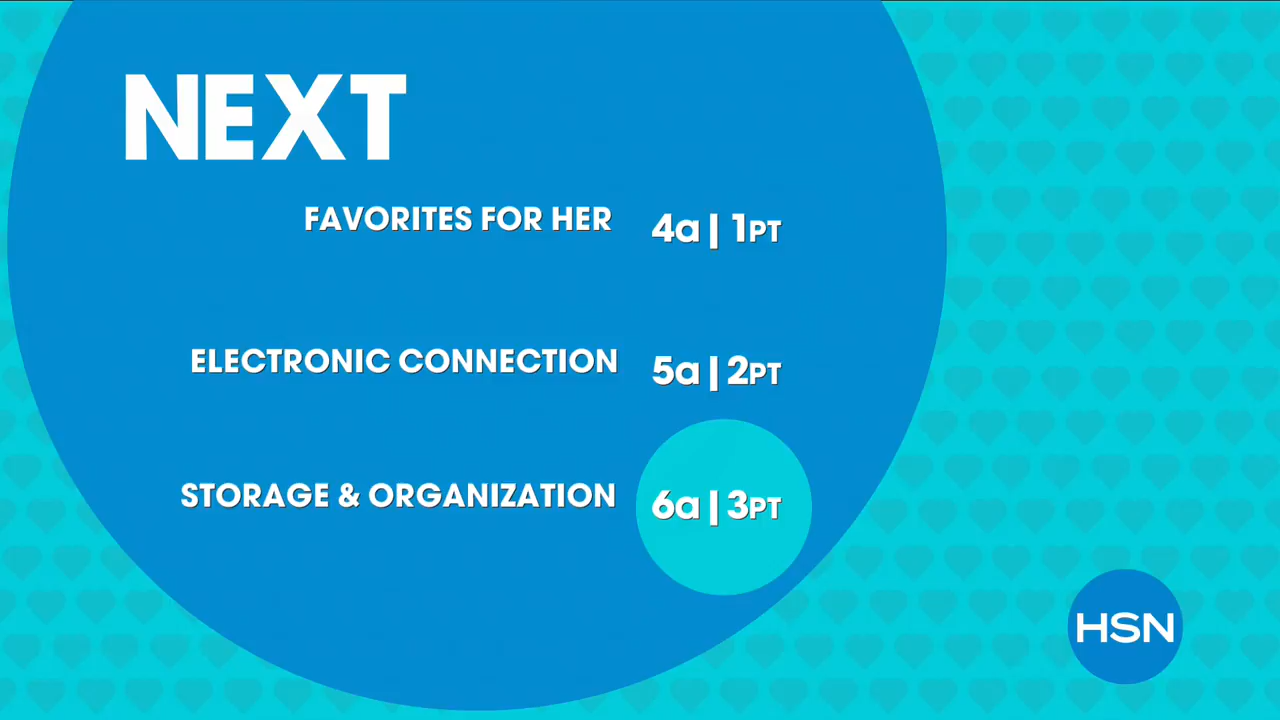 NEXT
FAVORITES FOR HER 4a | 1PT
ELECTRONIC CONNECTION 5a | 2PT
STORAGE & ORGANIZATION 6a | 3PT
HSN